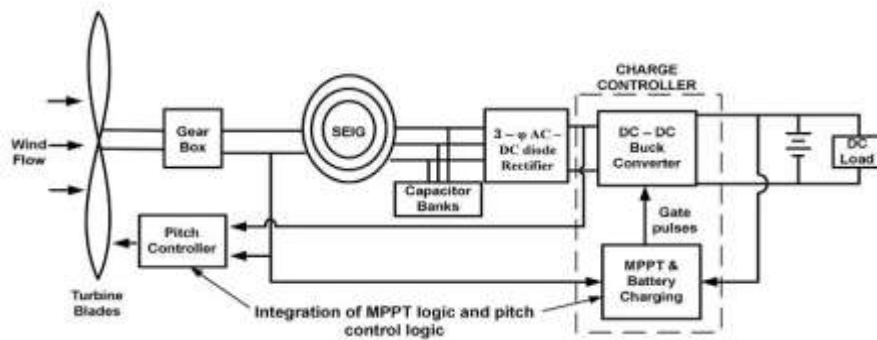 CHARGE
CONTROLLER
Wind
Flow
Gear
Box
SEIG
3 – φ AC –
DC diode
Rectifier
DC – DC
Buck
Converter
DC
Load
Capacitor
Banks
Gate
pulses
Pitch
Controller
MPPT &
Battery
Charging
Turbine
Blades
Integration of MPPT logic and pitch
control logic